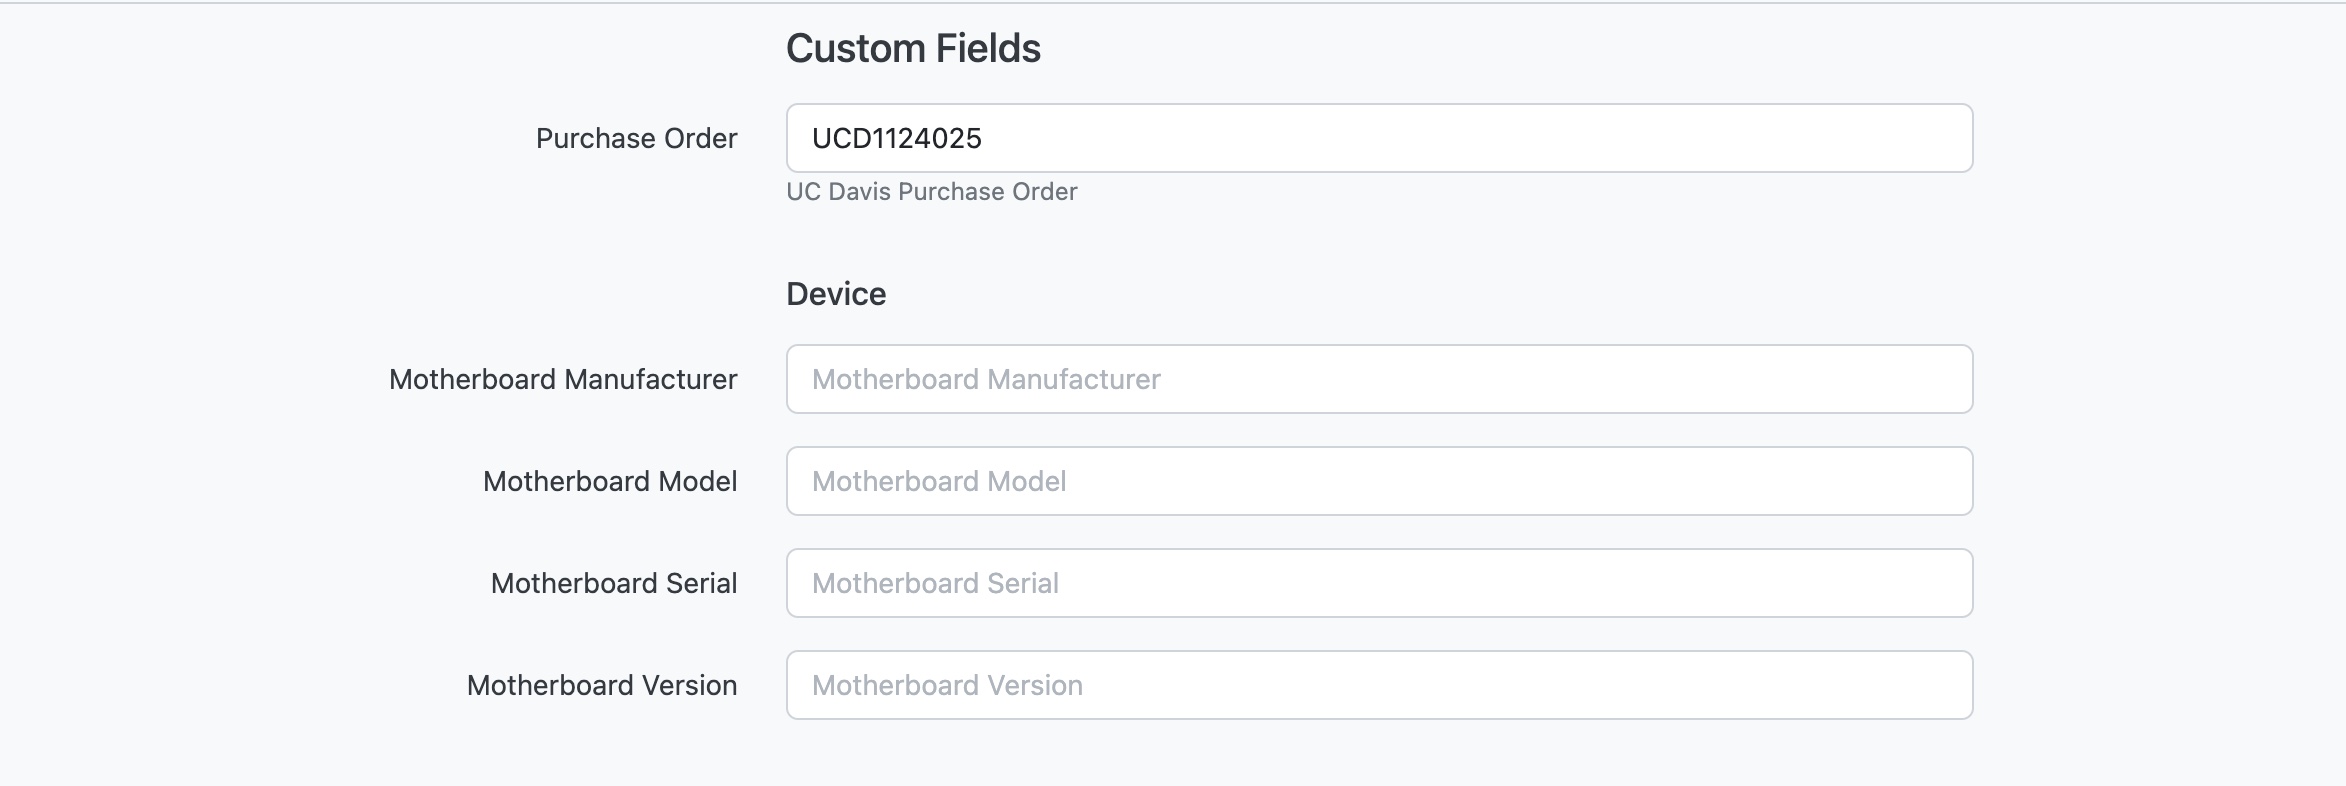 Custom Fields
Purchase Order
UCD1124025
UC Davis Purchase Order
Device
Motherboard Manufacturer
Motherboard Manufacturer
Motherboard Model
Motherboard Model
Motherboard Serial
Motherboard Serial
Motherboard Version
Motherboard Version